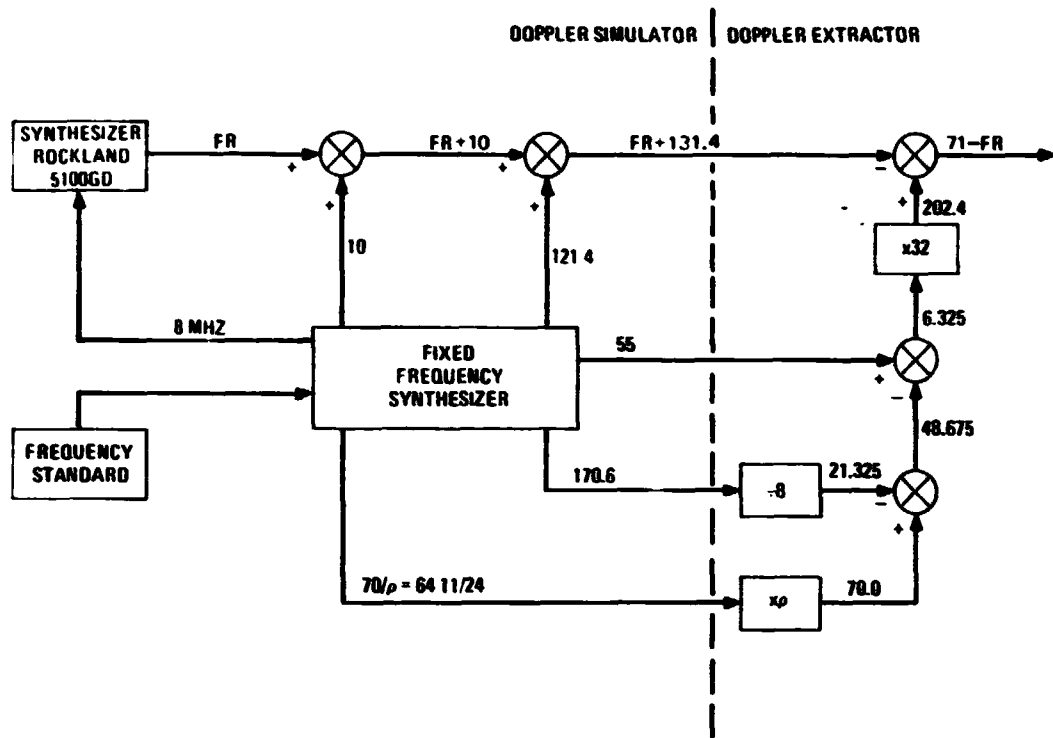 DOPPLER SIMULATOR
DOPPLER EXTRACTOR
SYNTHESIZER
ROCKLAND
5100GD
FR
FR+10
FR+131.4
71-FR
+
+
+
+
-
+
202.4
10
121 4
x32
6.325
8 MHZ
FIXED
FREQUENCY
SYNTHESIZER
55
+
-
48.675
FREQUENCY
STANDARD
170.6
÷8
21.325
-
+
70/ρ = 64 11/24
xρ
70.0